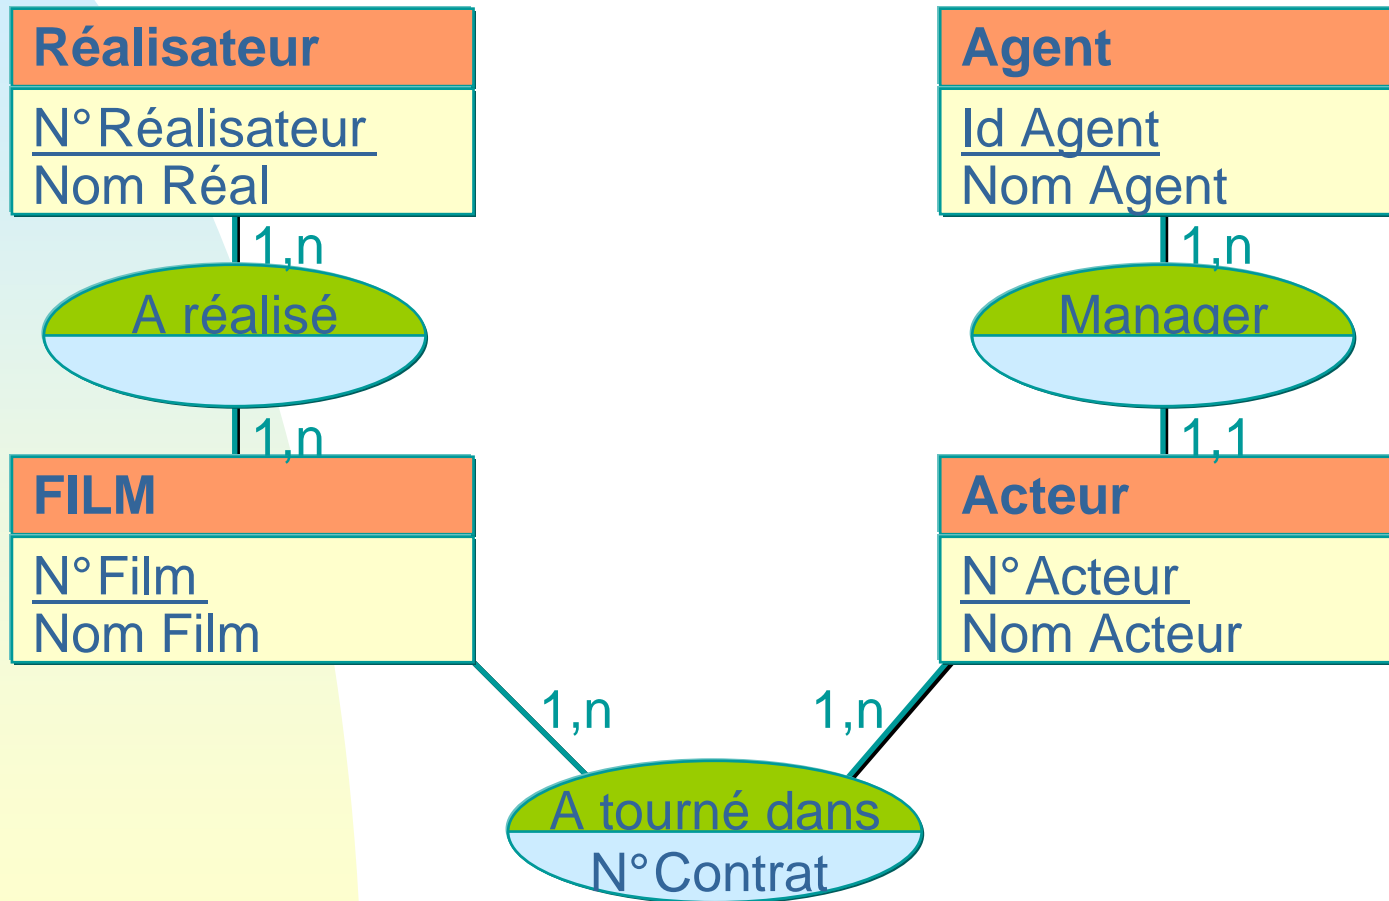 Réalisateur
N°Réalisateur
Nom Réal
1,n
A réalisé
1,n
FILM
N°Film
Nom Film
1,n
Agent
Id Agent
Nom Agent
1,n
Manager
1,1
Acteur
N°Acteur
Nom Acteur
1,n
A tourné dans
N°Contrat